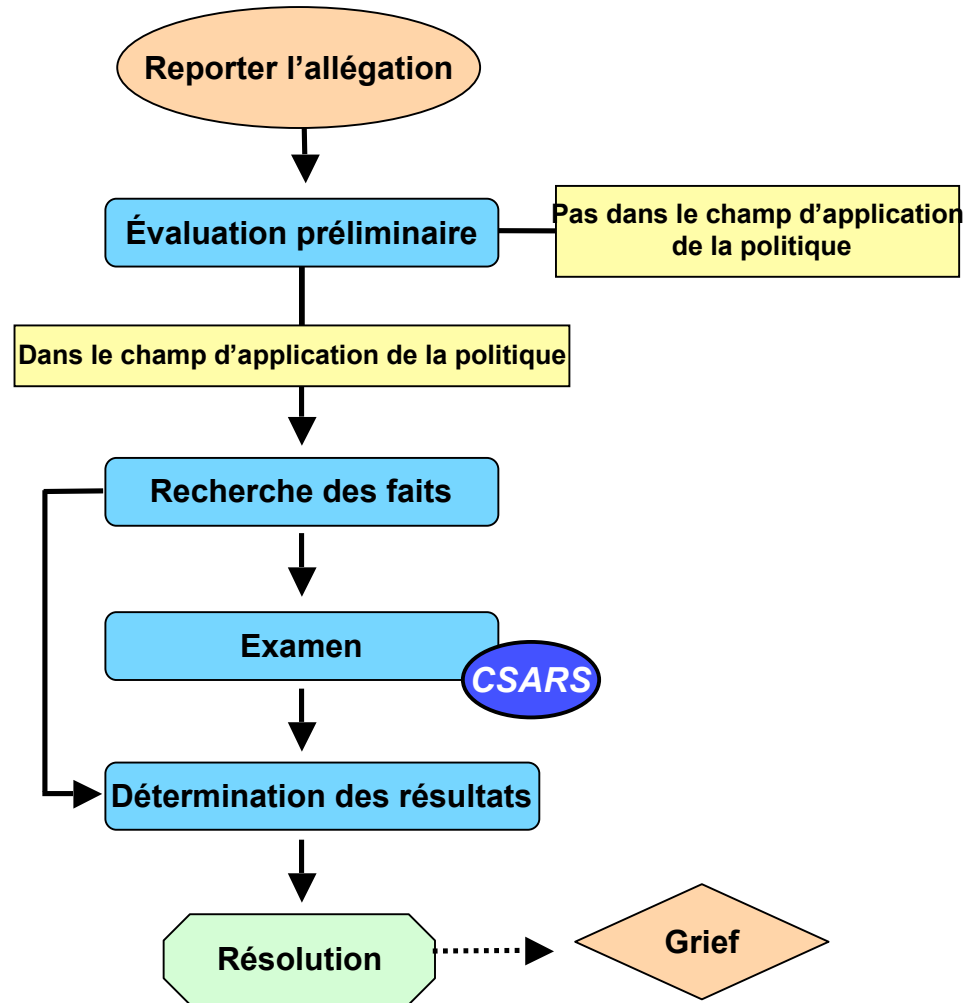 Reporter l’allégation
Évaluation préliminaire
Pas dans le champ d’application
de la politique
Dans le champ d’application de la politique
Recherche des faits
Examen
CSARS
Détermination des résultats
Résolution
Grief